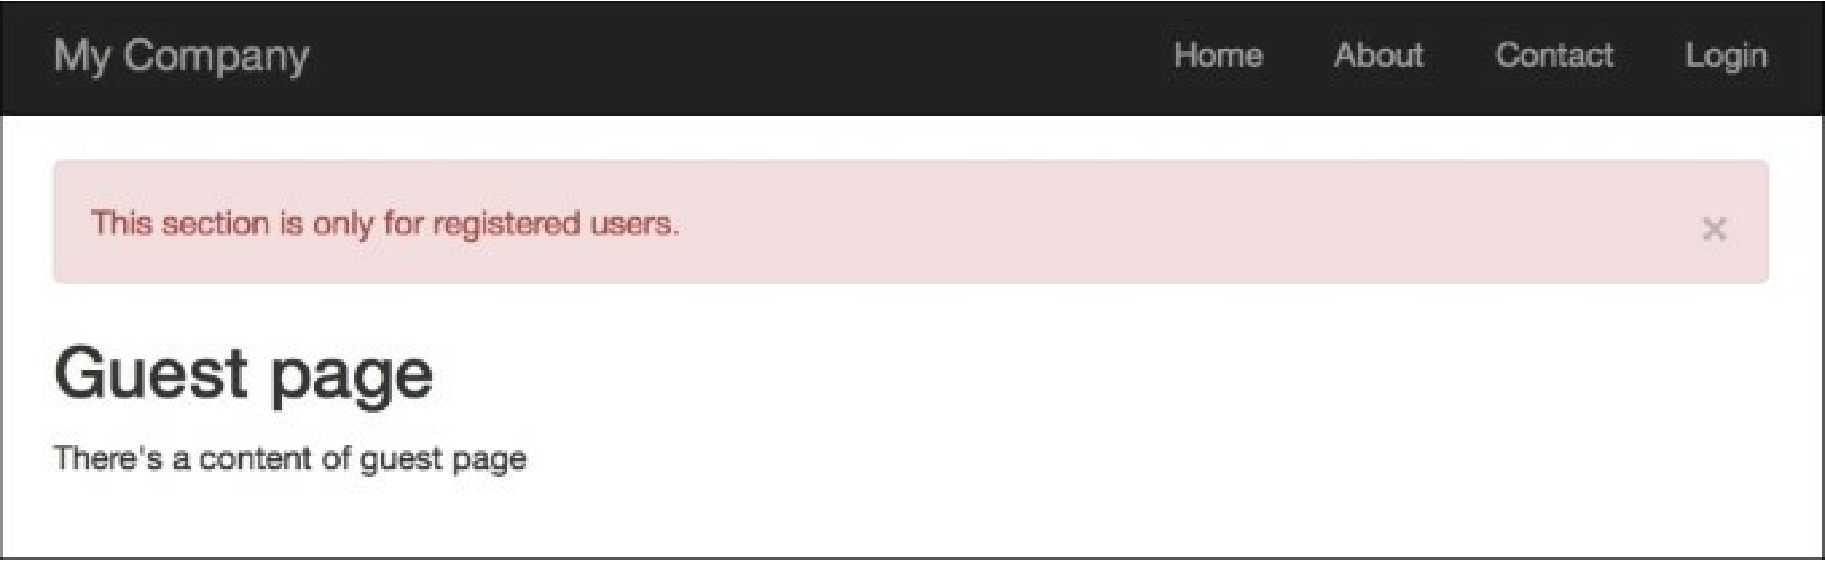 My Company Home About Contact Login
This section is only for registered users. ×
Guest page
There's a content of guest page